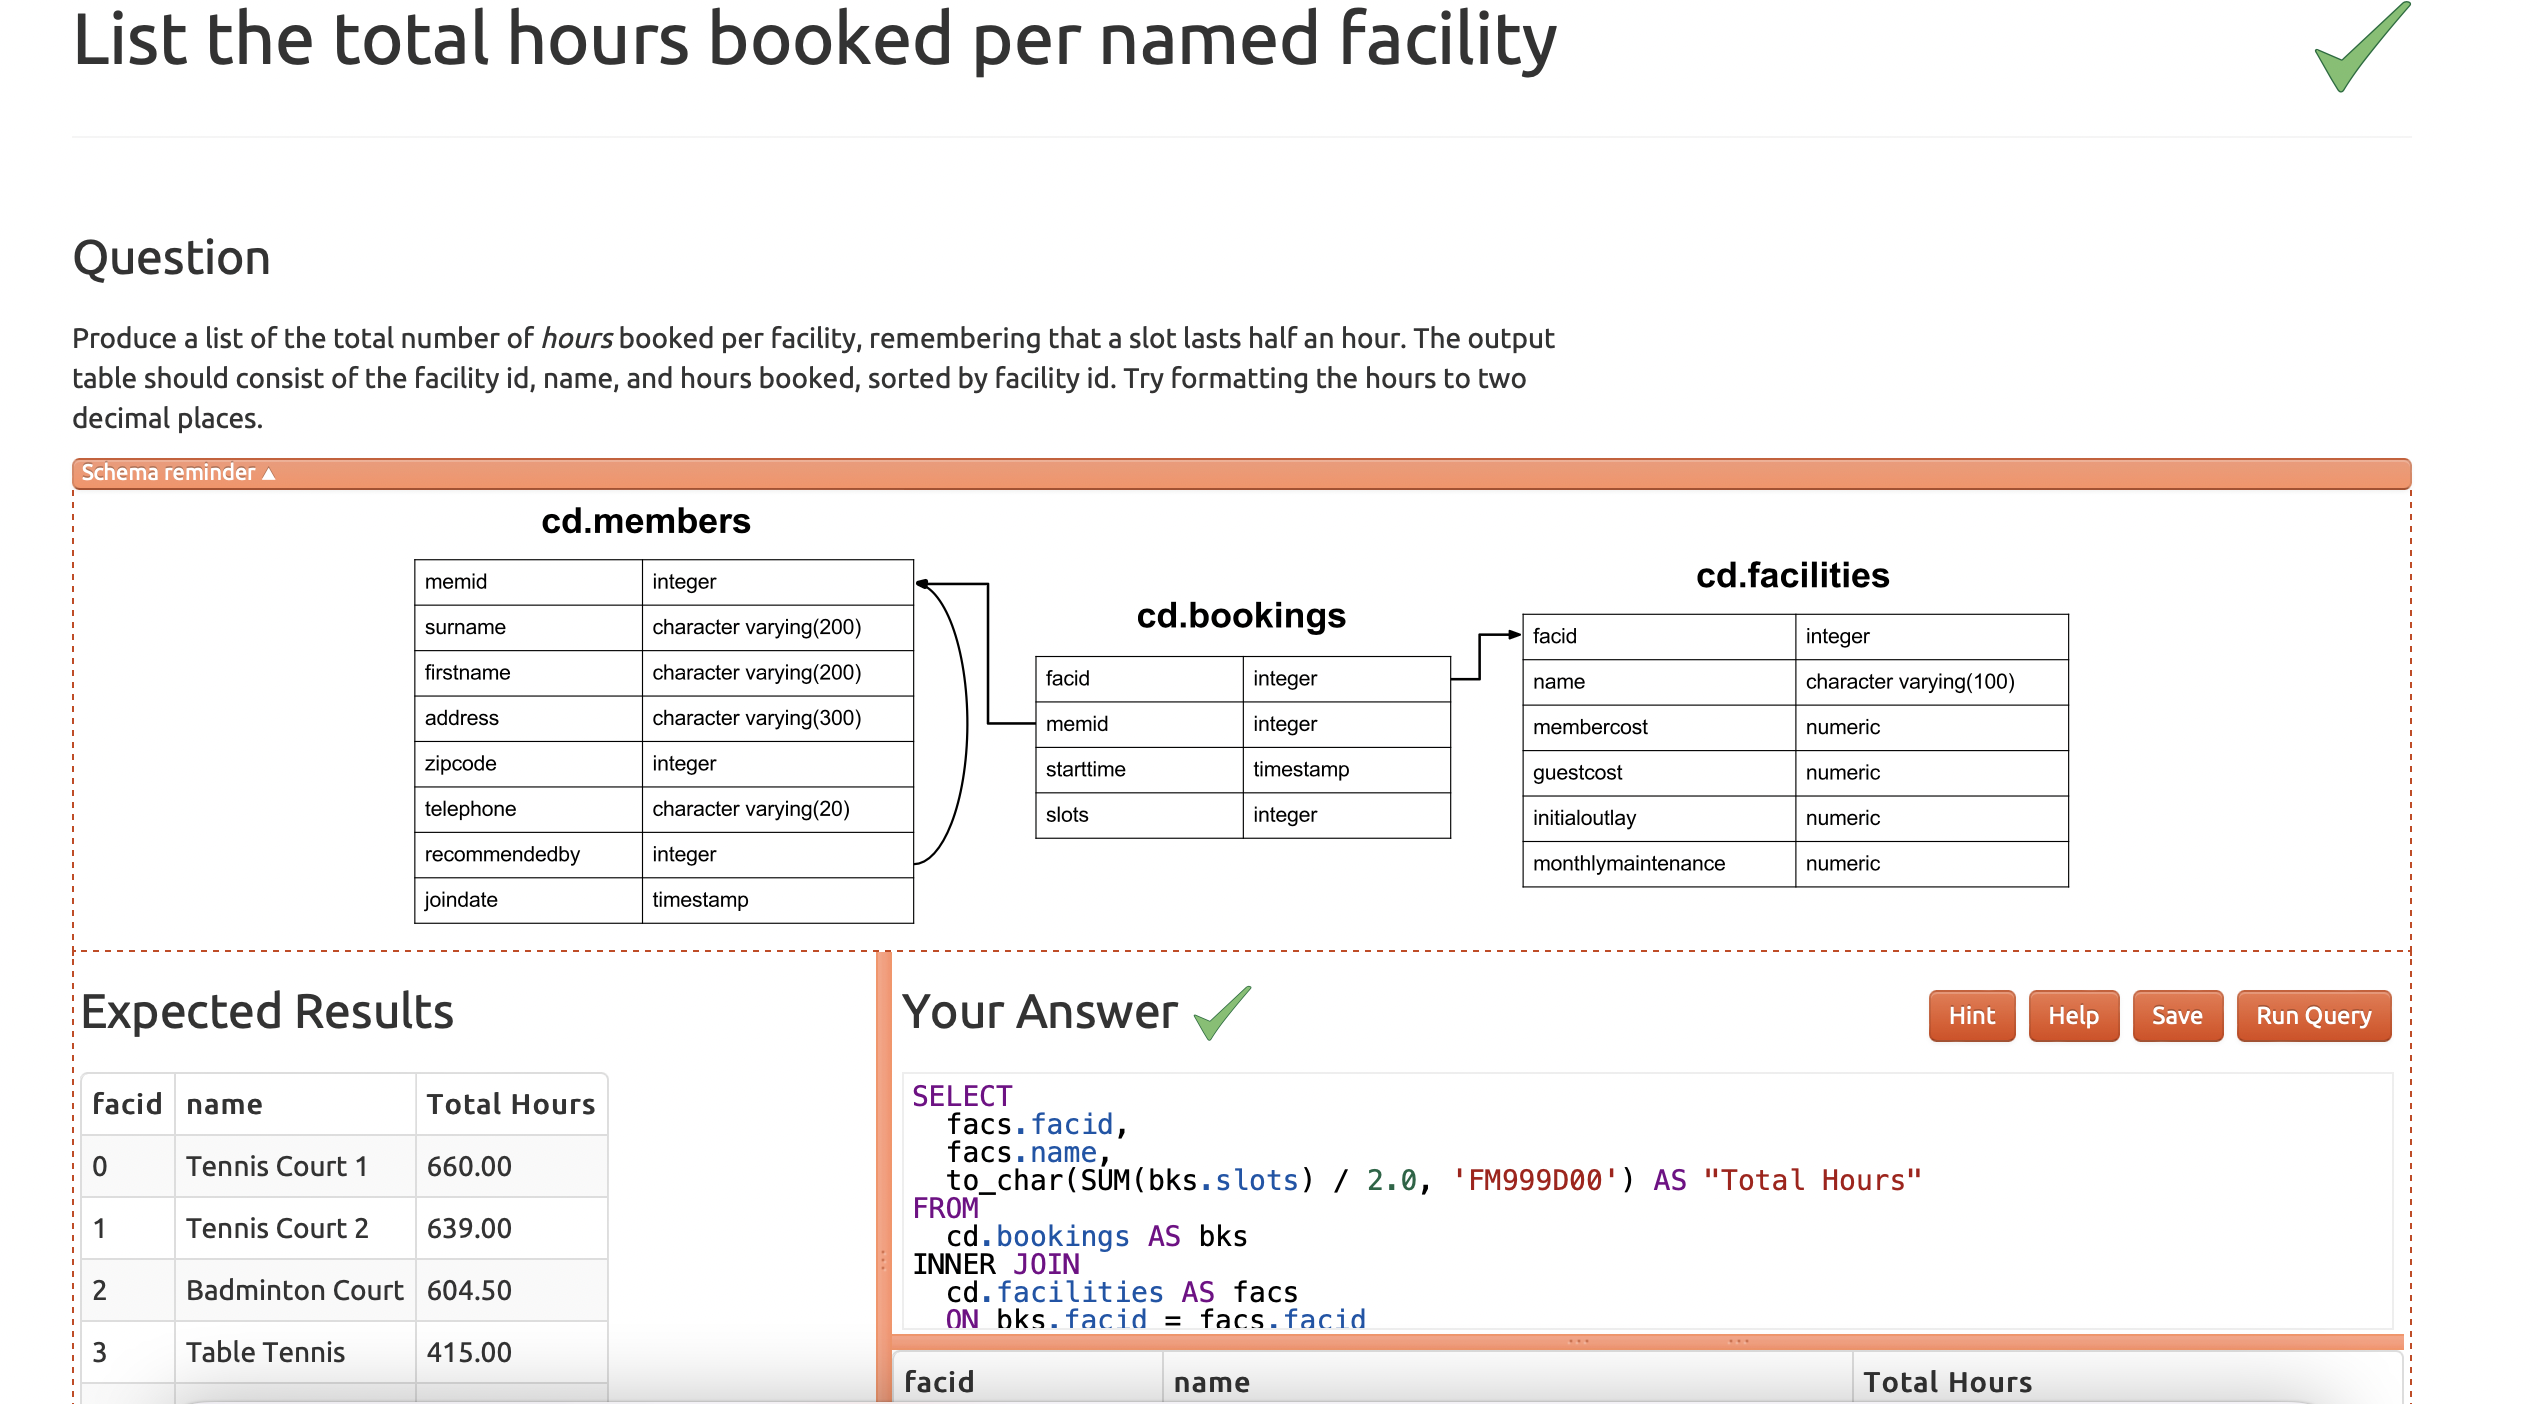 List the total hours booked per named facility
Question
Produce a list of the total number of hours booked per facility, remembering that a slot lasts half an hour. The output
table should consist of the facility id, name, and hours booked, sorted by facility id. Try formatting the hours to two
decimal places.
Schema reminder ▲
cd.members
memid integer
surname character varying(200)
firstname character varying(200)
address character varying(300)
zipcode integer
telephone character varying(20)
recommendedby integer
joindate timestamp
cd.bookings
facid integer
memid integer
starttime timestamp
slots integer
cd.facilities
facid integer
name character varying(100)
membercost numeric
guestcost numeric
initialoutlay numeric
monthlymaintenance numeric
Expected Results
facid name Total Hours
0 Tennis Court 1 660.00
1 Tennis Court 2 639.00
2 Badminton Court 604.50
3 Table Tennis 415.00
Your Answer
Hint Help Save Run Query
SELECT
facs.facid,
facs.name,
to_char(SUM(bks.slots) / 2.0, 'FM999D00') AS "Total Hours"
FROM
cd.bookings AS bks
INNER JOIN
cd.facilities AS facs
ON bks.facid = facs.facid
facid name Total Hours